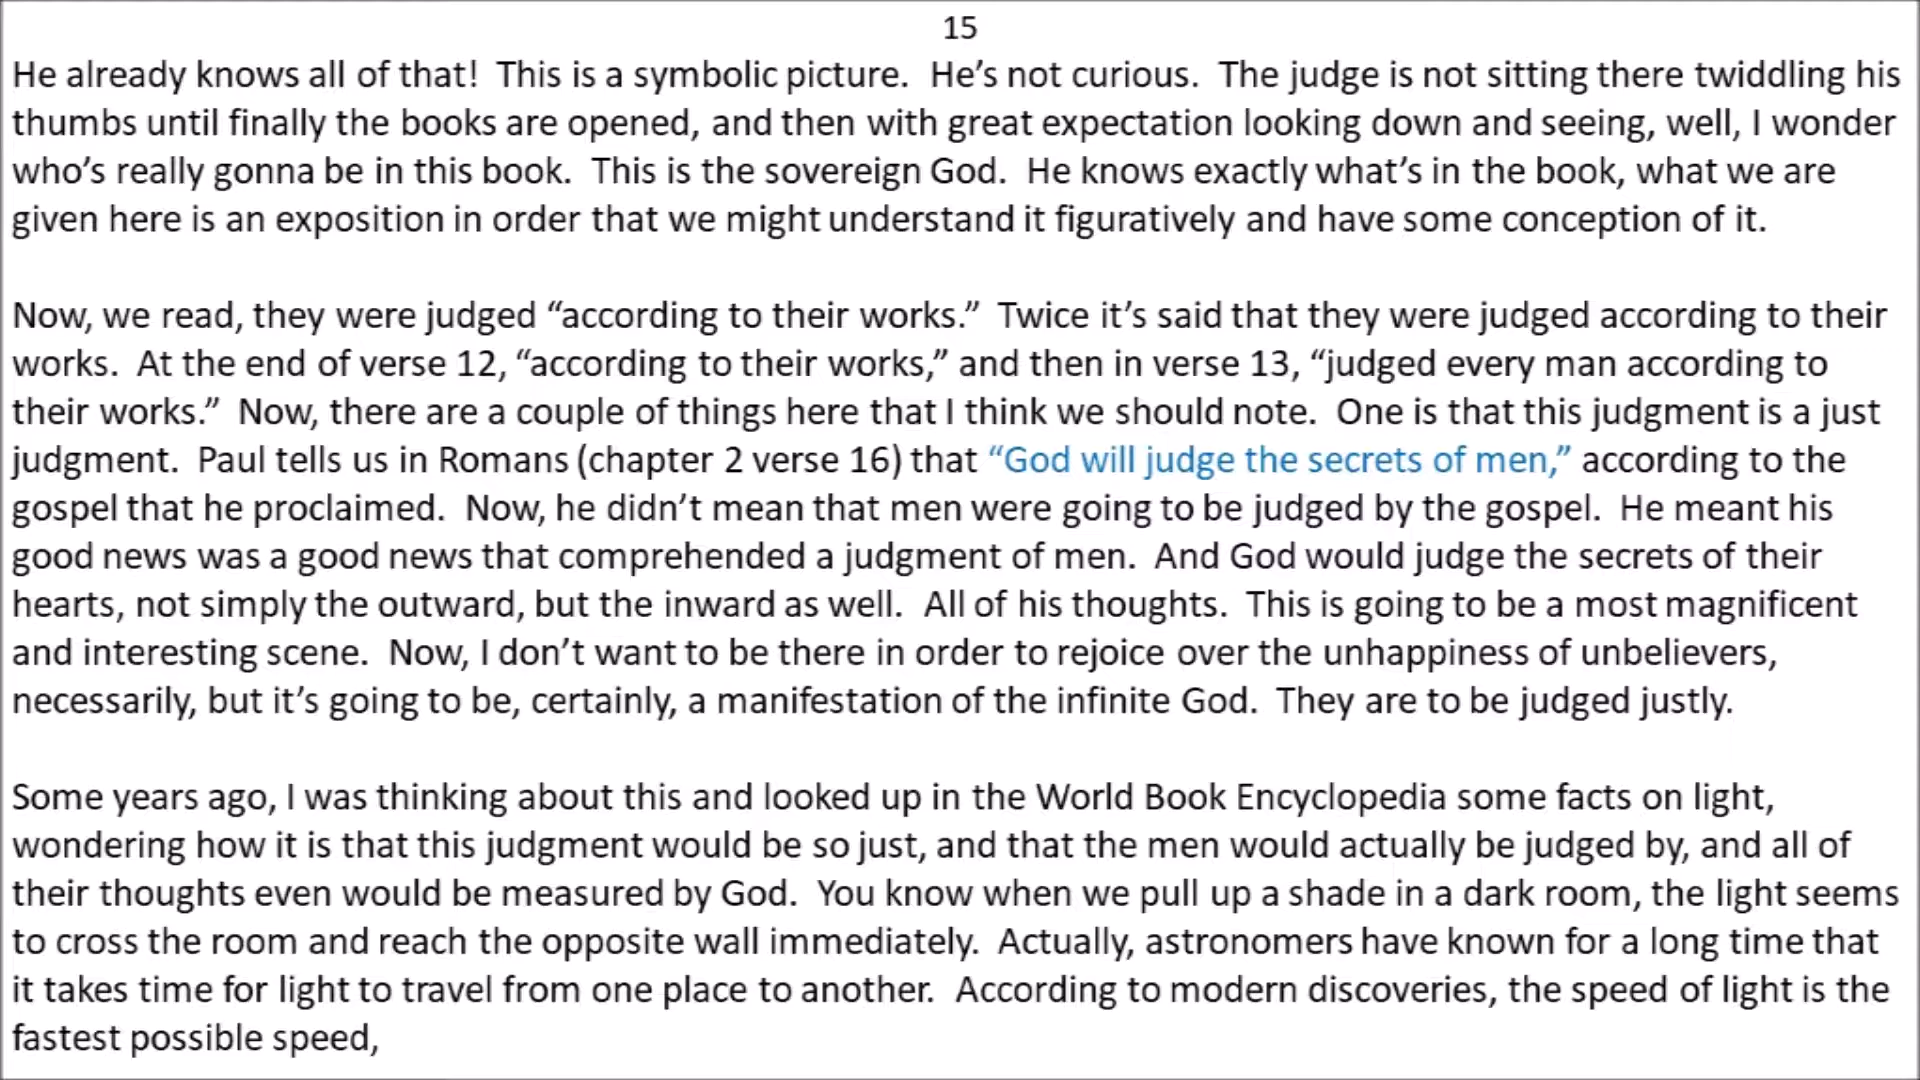 15
He already knows all of that!  This is a symbolic picture.  He’s not curious.  The judge is not sitting there twiddling his
thumbs until finally the books are opened, and then with great expectation looking down and seeing, well, I wonder
who’s really gonna be in this book.  This is the sovereign God.  He knows exactly what’s in the book, what we are
given here is an exposition in order that we might understand it figuratively and have some conception of it.
Now, we read, they were judged “according to their works.”  Twice it’s said that they were judged according to their
works.  At the end of verse 12, “according to their works,” and then in verse 13, “judged every man according to
their works.”  Now, there are a couple of things here that I think we should note.  One is that this judgment is a just
judgment.  Paul tells us in Romans (chapter 2 verse 16) that “God will judge the secrets of men,” according to the
gospel that he proclaimed.  Now, he didn’t mean that men were going to be judged by the gospel.  He meant his
good news was a good news that comprehended a judgment of men.  And God would judge the secrets of their
hearts, not simply the outward, but the inward as well.  All of his thoughts.  This is going to be a most magnificent
and interesting scene.  Now, I don’t want to be there in order to rejoice over the unhappiness of unbelievers,
necessarily, but it’s going to be, certainly, a manifestation of the infinite God.  They are to be judged justly.
Some years ago, I was thinking about this and looked up in the World Book Encyclopedia some facts on light,
wondering how it is that this judgment would be so just, and that the men would actually be judged by, and all of
their thoughts even would be measured by God.  You know when we pull up a shade in a dark room, the light seems
to cross the room and reach the opposite wall immediately.  Actually, astronomers have known for a long time that
it takes time for light to travel from one place to another.  According to modern discoveries, the speed of light is the
fastest possible speed,